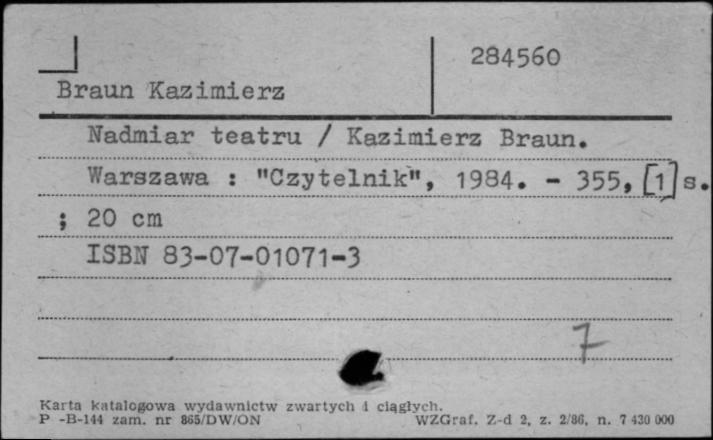 284560
Braun Kazimierz
Nadmiar teatru / Kazimierz Braun.
Warszawa : "Czytelnik", 1984. - 355, [1] s.
; 20 cm
ISBN 83-07-01071-3
7
Karta katalogowa wydawnictw zwartych i ciągłych.
P -B-144 zam. nr 865/DW/ON
WZGraf. Z-d 2, z. 2/86, n. 7 430 000